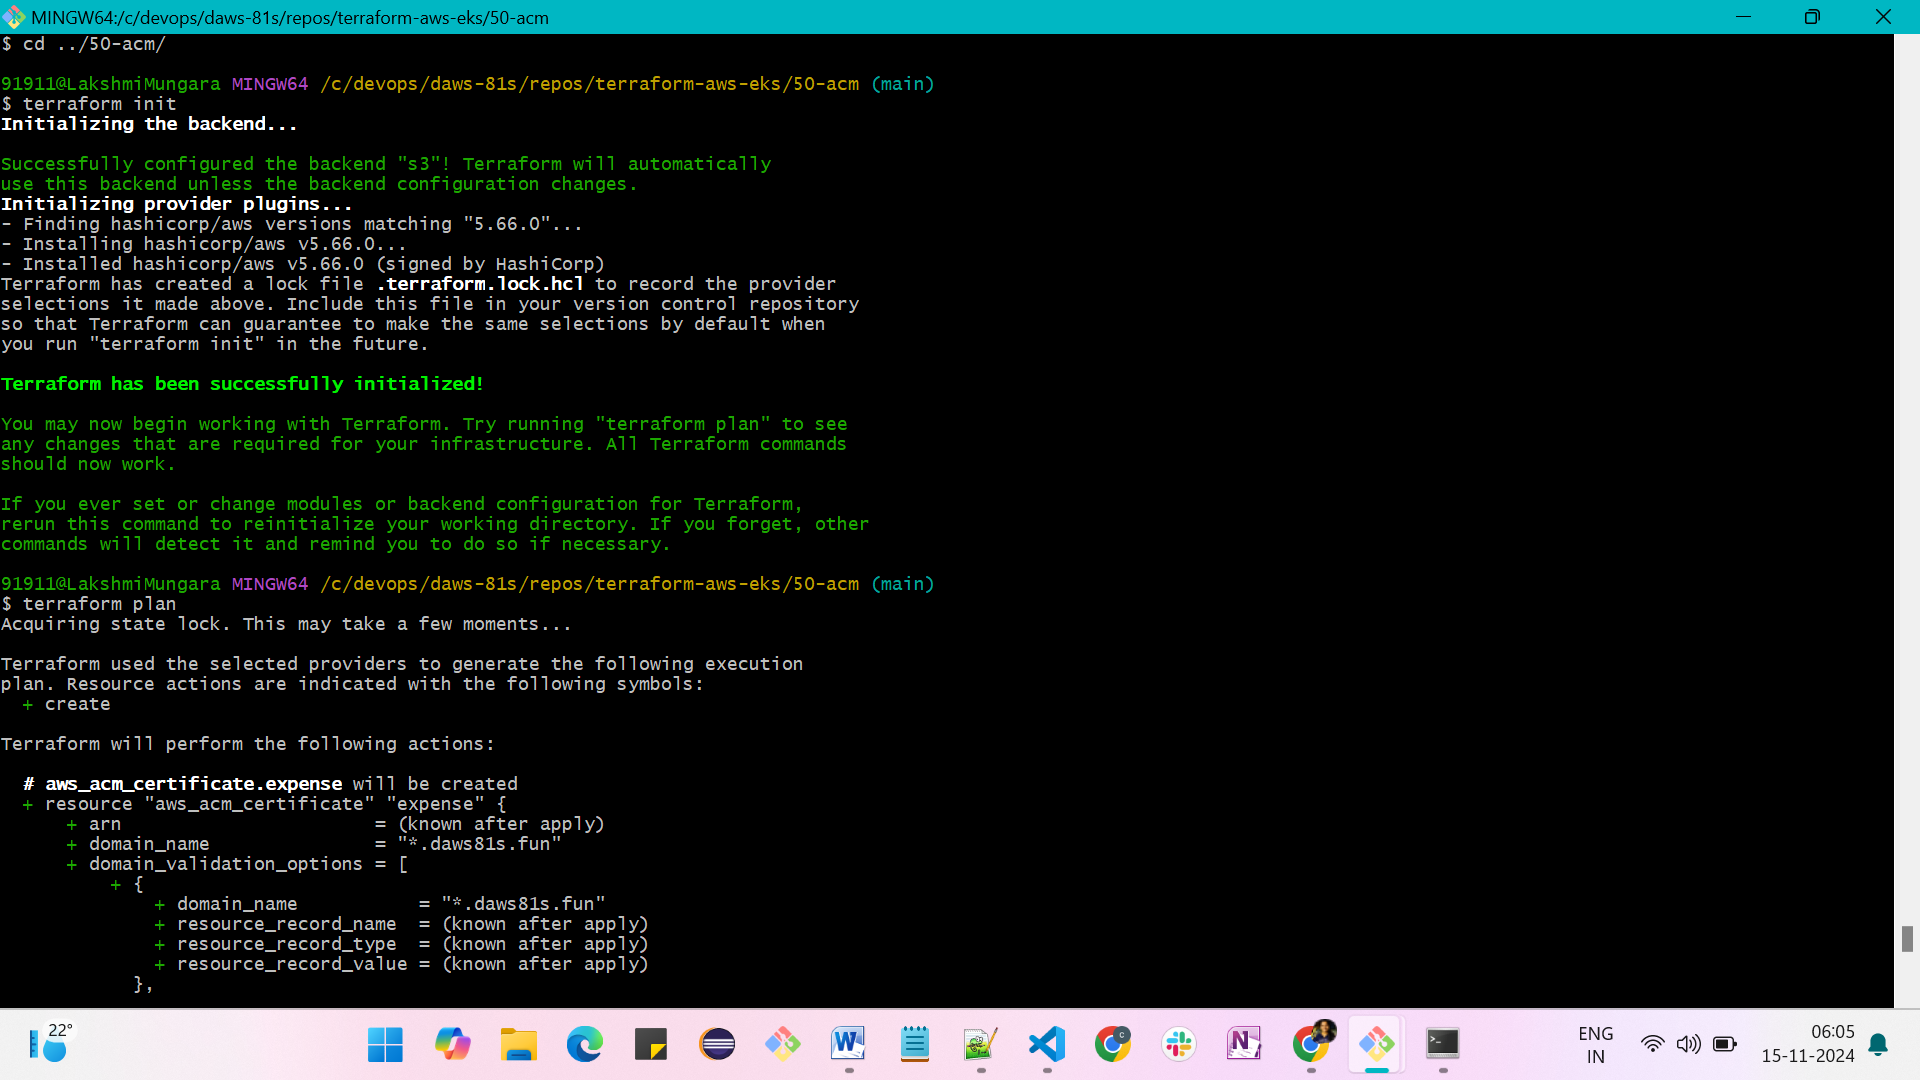 MINGW64:/c/devops/daws-81s/repos/terraform-aws-eks/50-acm
$ cd ../50-acm/
91911@LakshmiMungara MINGW64 /c/devops/daws-81s/repos/terraform-aws-eks/50-acm (main)
$ terraform init
Initializing the backend...
Successfully configured the backend "s3"! Terraform will automatically
use this backend unless the backend configuration changes.
Initializing provider plugins...
- Finding hashicorp/aws versions matching "5.66.0"...
- Installing hashicorp/aws v5.66.0...
- Installed hashicorp/aws v5.66.0 (signed by HashiCorp)
Terraform has created a lock file .terraform.lock.hcl to record the provider
selections it made above. Include this file in your version control repository
so that Terraform can guarantee to make the same selections by default when
you run "terraform init" in the future.
Terraform has been successfully initialized!
You may now begin working with Terraform. Try running "terraform plan" to see
any changes that are required for your infrastructure. All Terraform commands
should now work.
If you ever set or change modules or backend configuration for Terraform,
rerun this command to reinitialize your working directory. If you forget, other
commands will detect it and remind you to do so if necessary.
91911@LakshmiMungara MINGW64 /c/devops/daws-81s/repos/terraform-aws-eks/50-acm (main)
$ terraform plan
Acquiring state lock. This may take a few moments...
Terraform used the selected providers to generate the following execution
plan. Resource actions are indicated with the following symbols:
+ create
Terraform will perform the following actions:
# aws_acm_certificate.expense will be created
+ resource "aws_acm_certificate" "expense" {
+ arn = (known after apply)
+ domain_name = "*.daws81s.fun"
+ domain_validation_options = [
+ {
+ domain_name = "*.daws81s.fun"
+ resource_record_name = (known after apply)
+ resource_record_type = (known after apply)
+ resource_record_value = (known after apply)
},
22°
ENG
IN
06:05
15-11-2024